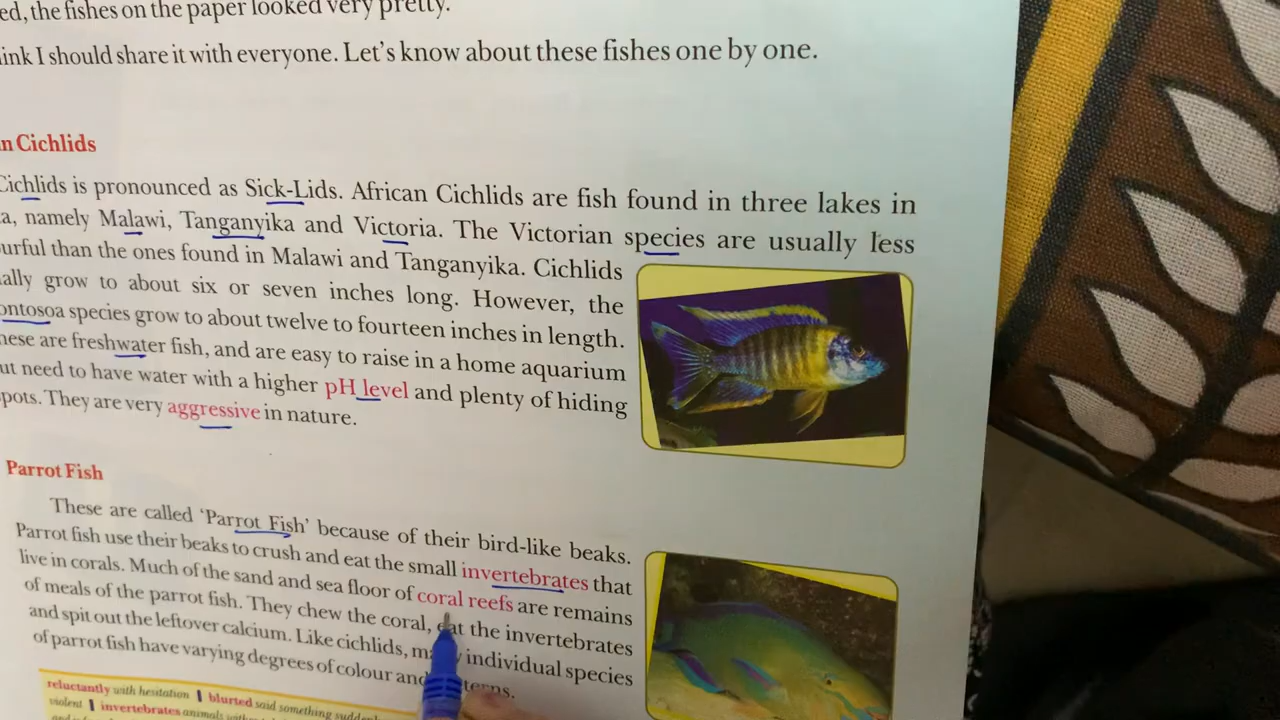 ed, the fishes on the paper looked very pretty.
ink I should share it with everyone. Let's know about these fishes one by one.
n Cichlids
Cichlids is pronounced as Sick-Lids. African Cichlids are fish found in three lakes in
a, namely Malawi, Tanganyika and Victoria. The Victorian species are usually less
urful than the ones found in Malawi and Tanganyika. Cichlids
ally grow to about six or seven inches long. However, the
ontosoa species grow to about twelve to fourteen inches in length.
hese are freshwater fish, and are easy to raise in a home aquarium
ut need to have water with a higher pH level and plenty of hiding
pots. They are very aggressive in nature.
Parrot Fish
These are called 'Parrot Fish' because of their bird-like beaks.
Parrot fish use their beaks to crush and eat the small invertebrates that
live in corals. Much of the sand and sea floor of coral reefs are remains
of meals of the parrot fish. They chew the coral, eat the invertebrates
and spit out the leftover calcium. Like cichlids, individual species
of parrot fish have varying degrees of colour and
reluctantly with hesitation | blurted said something
violent | invertebrates animals